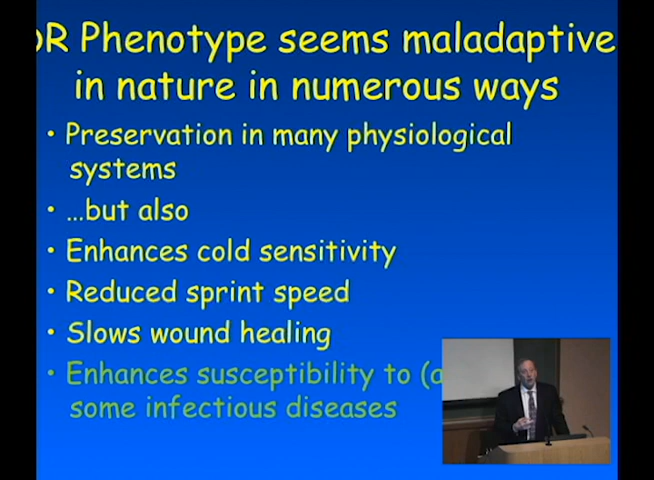 DR Phenotype seems maladaptive
in nature in numerous ways
• Preservation in many physiological
systems
• …but also
• Enhances cold sensitivity
• Reduced sprint speed
• Slows wound healing
• Enhances susceptibility to
some infectious diseases